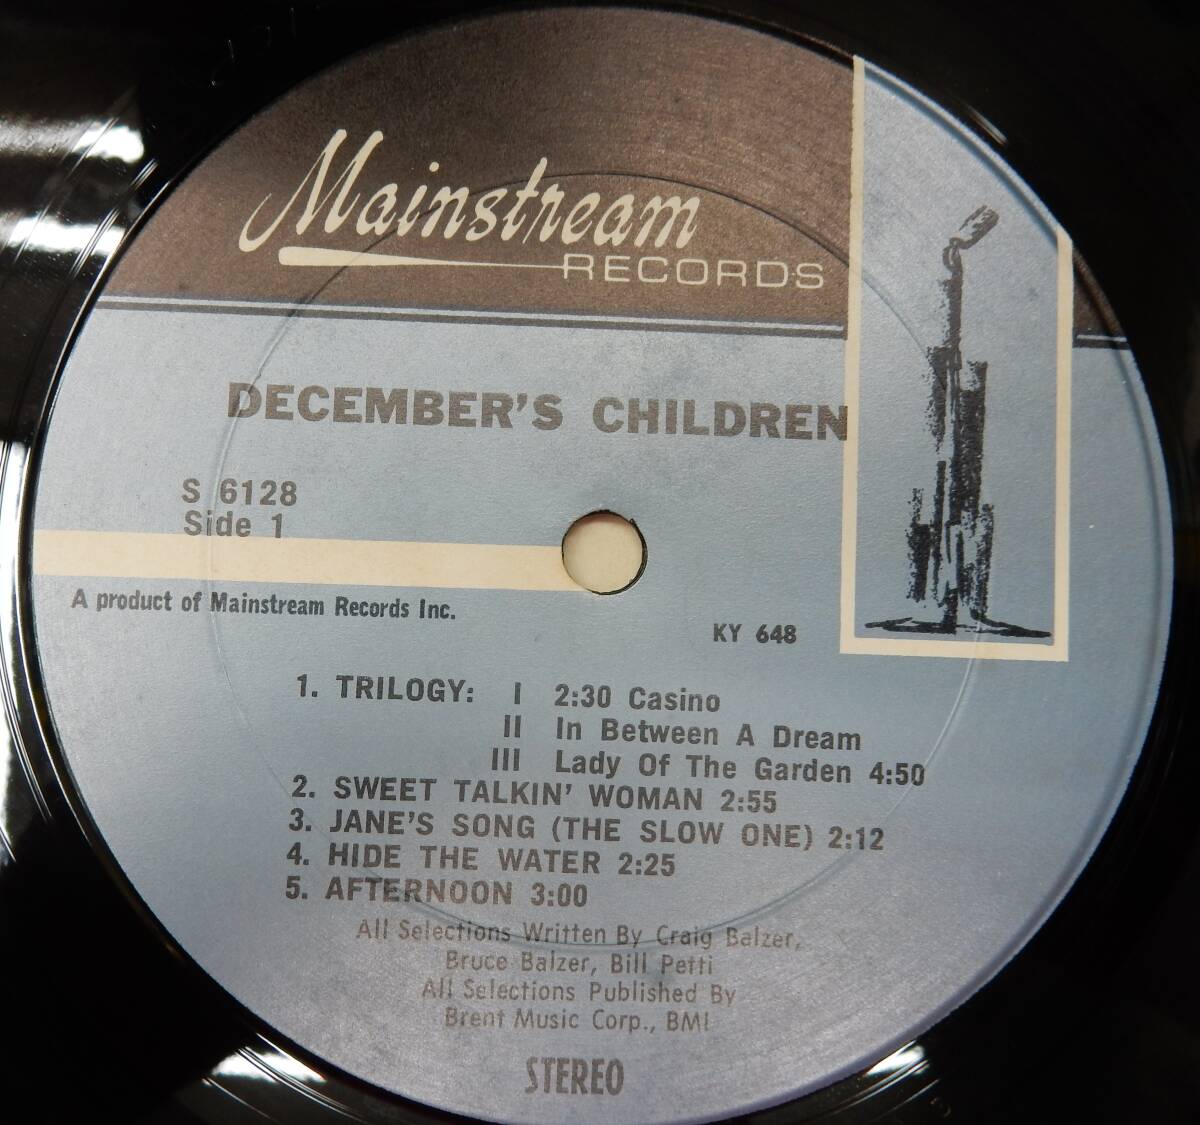 Mainstream
RECORDS
DECEMBER'S CHILDREN
S 6128
Side 1
A product of Mainstream Records Inc.
KY 648
1. TRILOGY: I 2:30 Casino
II In Between A Dream
III Lady Of The Garden 4:50
2. SWEET TALKIN' WOMAN 2:55
3. JANE'S SONG (THE SLOW ONE) 2:12
4. HIDE THE WATER 2:25
5. AFTERNOON 3:00
All Selections Written By Craig Balzer,
Bruce Balzer, Bill Petti
All Selections Published By
Brent Music Corp., BMI
STEREO